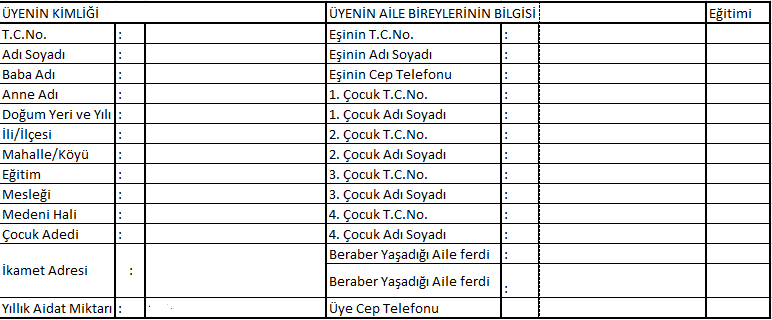 ÜYENİN KİMLİĞİ ÜYENİN AİLE BİREYLERİNİN BİLGİSİ Eğitimi
T.C.No. : Eşinin T.C.No. :
Adı Soyadı : Eşinin Adı Soyadı :
Baba Adı : Eşinin Cep Telefonu :
Anne Adı : 1. Çocuk T.C.No. :
Doğum Yeri ve Yılı : 1. Çocuk Adı Soyadı :
İli/İlçesi : 2. Çocuk T.C.No. :
Mahalle/Köyü : 2. Çocuk Adı Soyadı :
Eğitim : 3. Çocuk T.C.No. :
Mesleği : 3. Çocuk Adı Soyadı :
Medeni Hali : 4. Çocuk T.C.No. :
Çocuk Adedi : 4. Çocuk Adı Soyadı :
İkamet Adresi : Beraber Yaşadığı Aile ferdi :
Beraber Yaşadığı Aile ferdi :
Yıllık Aidat Miktarı : Üye Cep Telefonu :